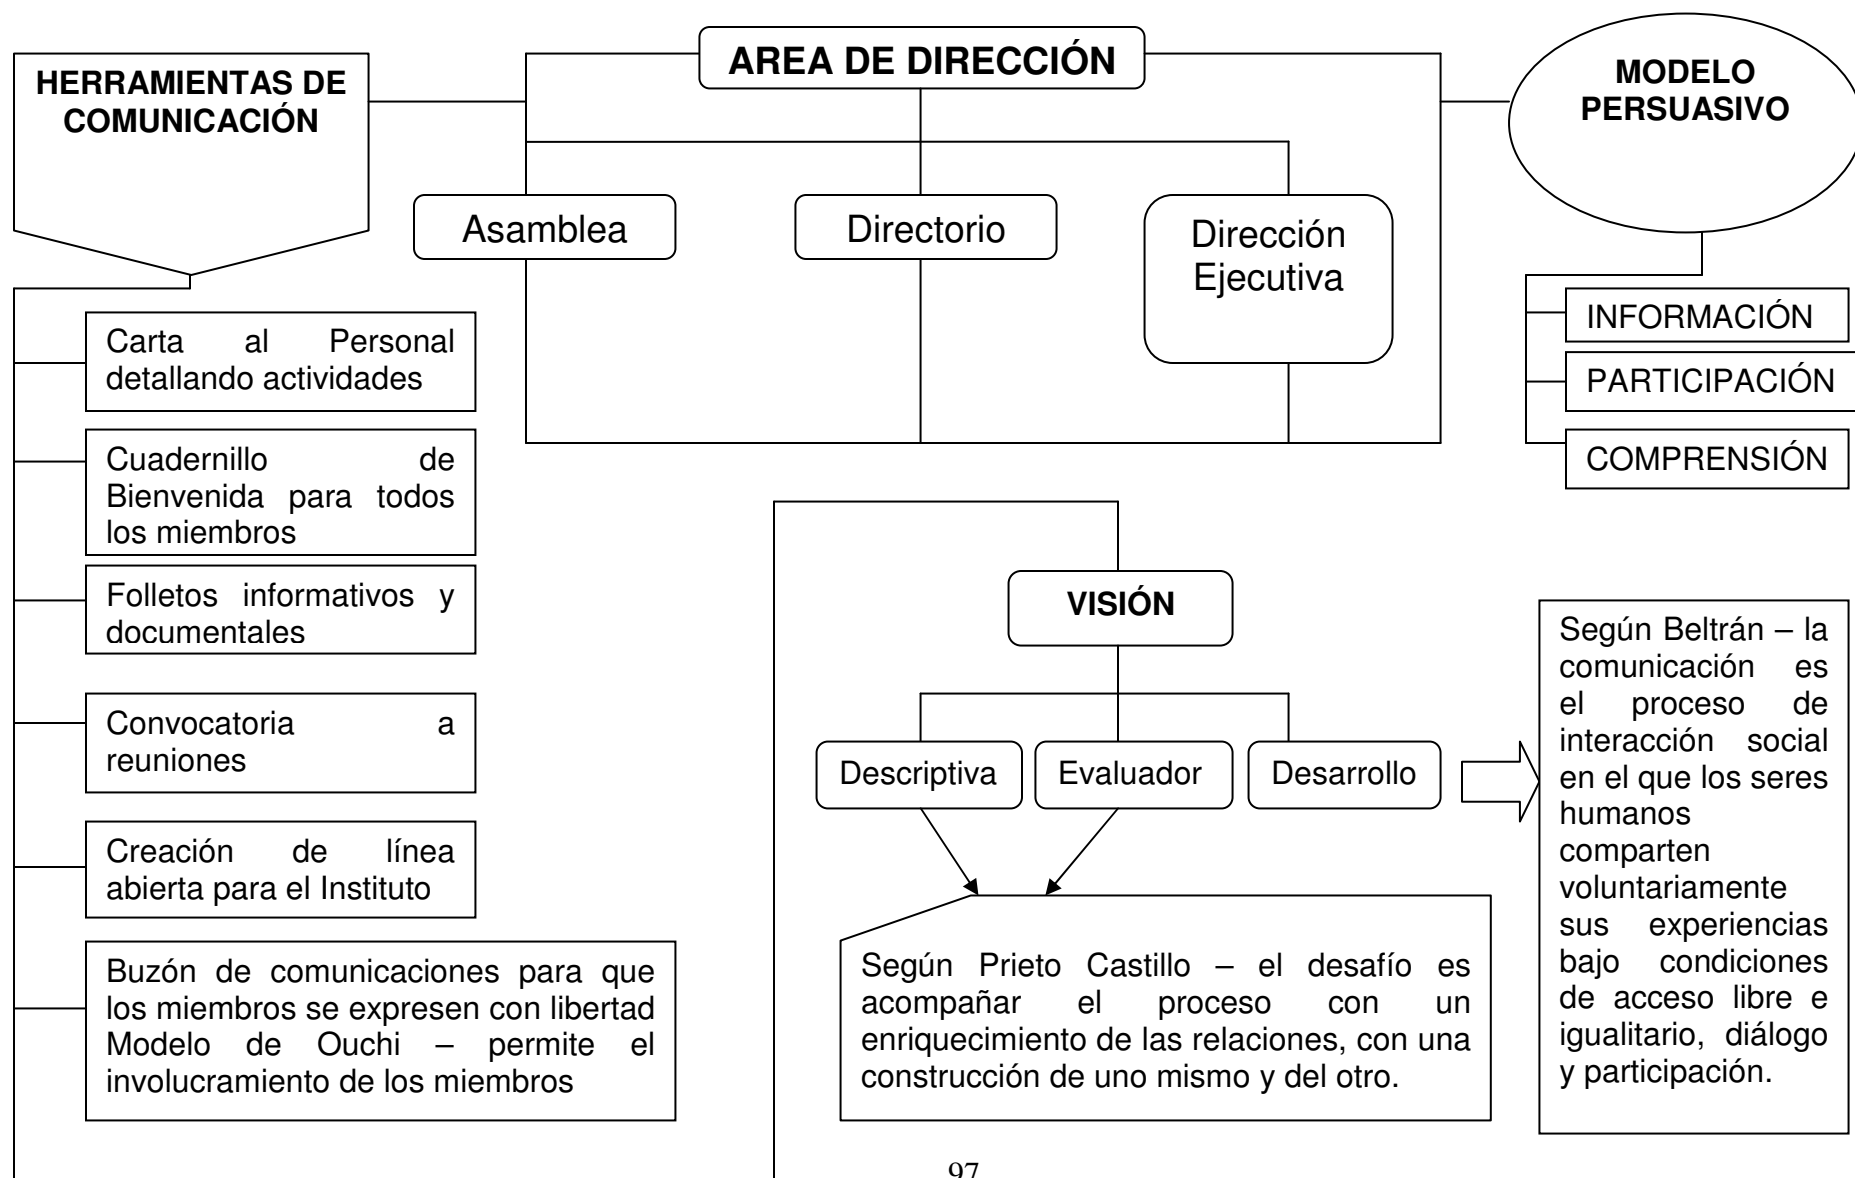 HERRAMIENTAS DE
COMUNICACIÓN
AREA DE DIRECCIÓN
MODELO
PERSUASIVO
Asamblea
Directorio
Dirección
Ejecutiva
INFORMACIÓN
PARTICIPACIÓN
COMPRENSIÓN
Carta al Personal
detallando actividades
Cuadernillo de
Bienvenida para todos
los miembros
Folletos informativos y
documentales
Convocatoria a
reuniones
Creación de línea
abierta para el Instituto
Buzón de comunicaciones para que
los miembros se expresen con libertad
Modelo de Ouchi – permite el
involucramiento de los miembros
VISIÓN
Descriptiva
Evaluador
Desarrollo
Según Prieto Castillo – el desafío es
acompañar el proceso con un
enriquecimiento de las relaciones, con una
construcción de uno mismo y del otro.
Según Beltrán – la
comunicación es
el proceso de
interacción social
en el que los seres
humanos
comparten
voluntariamente
sus experiencias
bajo condiciones
de acceso libre e
igualitario, diálogo
y participación.
97